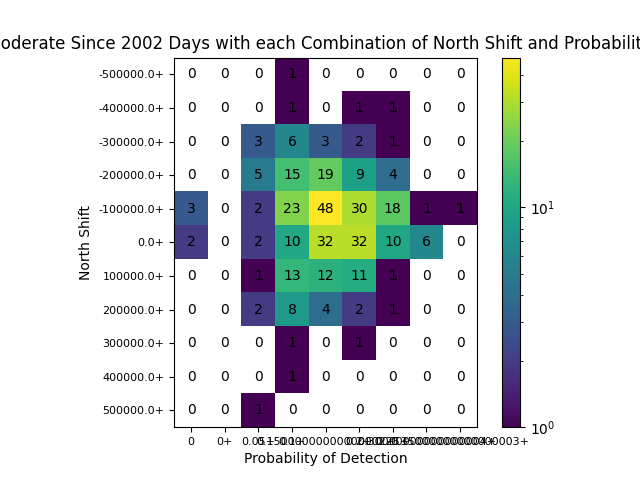 oderate Since 2002 Days with each Combination of North Shift and Probabilit
-500000.0+ 0 0 0 1 0 0 0 0 0
-400000.0+ 0 0 0 1 0 1 1 0 0
-300000.0+ 0 0 3 6 3 2 1 0 0
-200000.0+ 0 0 5 15 19 9 4 0 0
-100000.0+ 3 0 2 23 48 30 18 1 1
0.0+ 2 0 2 10 32 32 10 6 0
100000.0+ 0 0 1 13 12 11 1 0 0
200000.0+ 0 0 2 8 4 2 1 0 0
300000.0+ 0 0 0 1 0 1 0 0 0
400000.0+ 0 0 0 1 0 0 0 0 0
500000.0+ 0 0 1 0 0 0 0 0 0
0 0+
Probability of Detection
North Shift
10^1
10^0